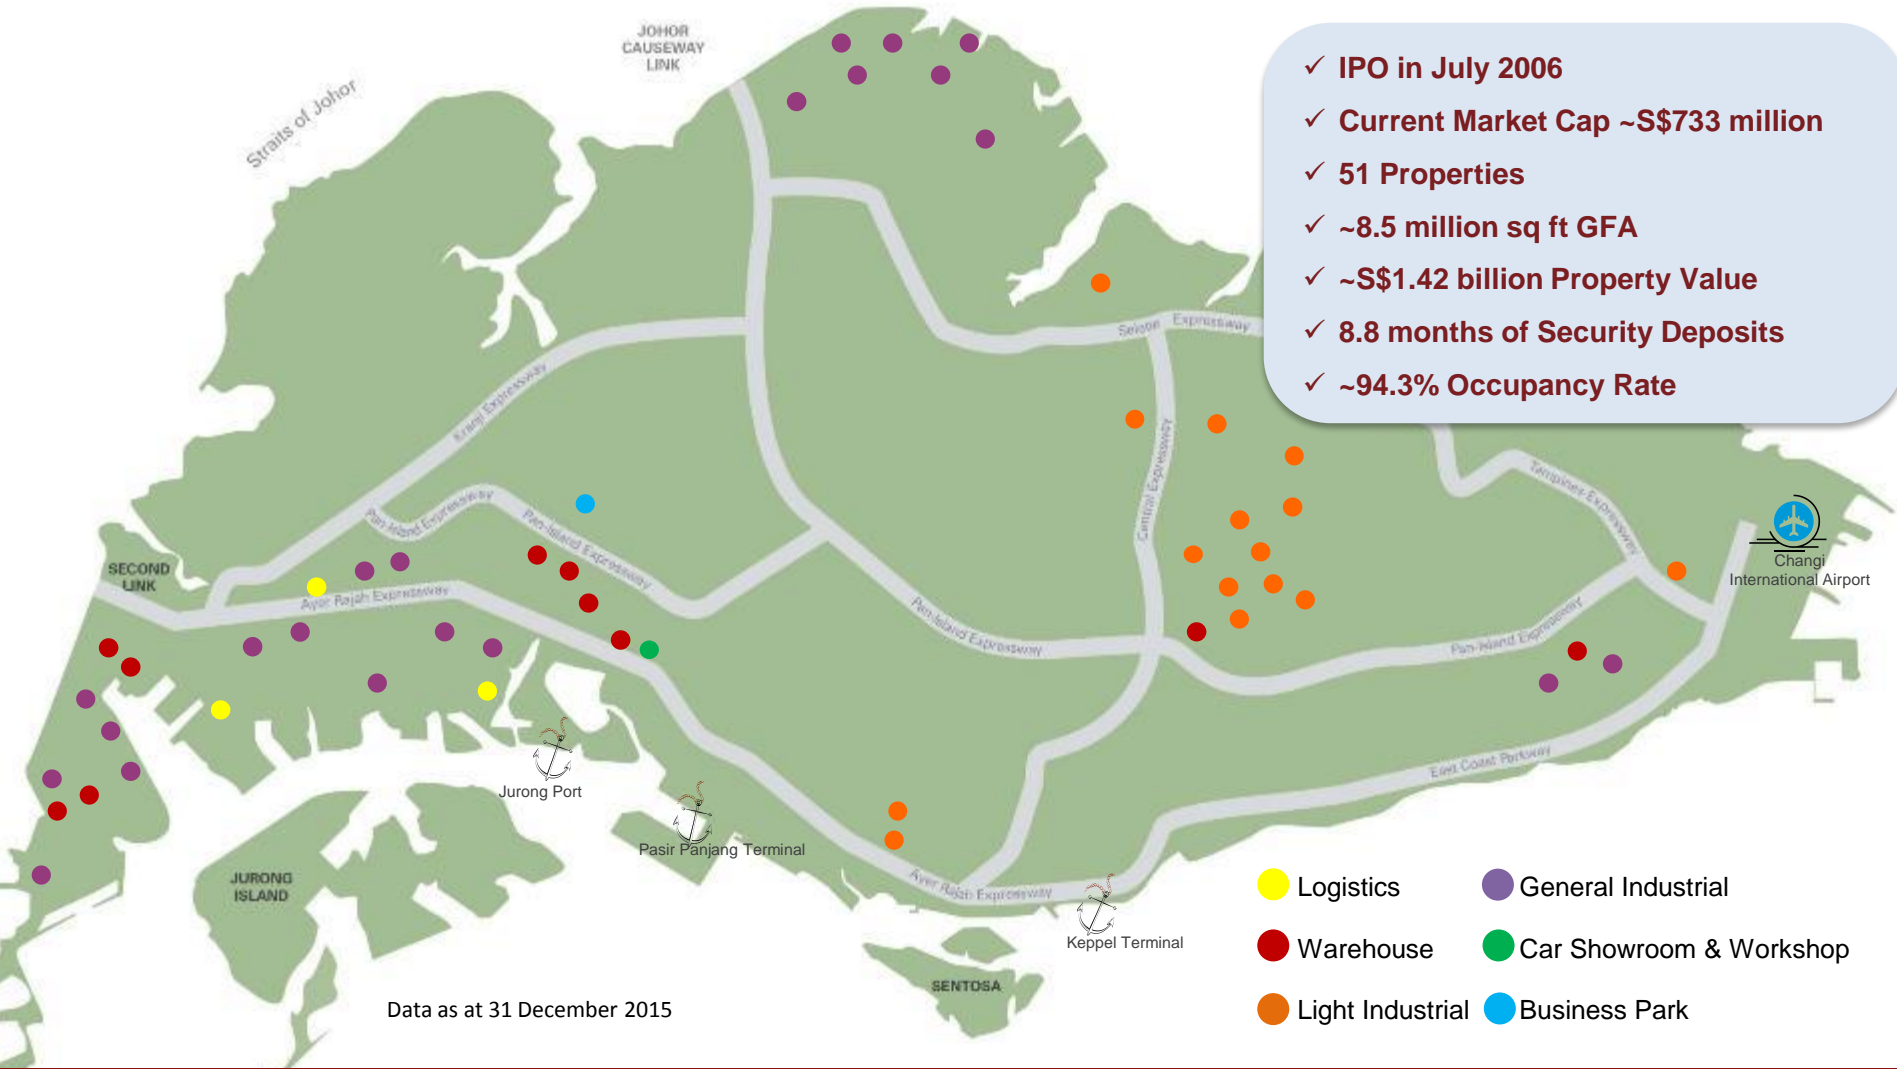 JOHOR
CAUSEWAY
LINK
Straits of Johor
✓ IPO in July 2006
✓ Current Market Cap ~S$733 million
✓ 51 Properties
✓ ~8.5 million sq ft GFA
✓ ~S$1.42 billion Property Value
✓ 8.8 months of Security Deposits
✓ ~94.3% Occupancy Rate
Expressway
Kranji Expressway
Central Expressway
Tampines Expressway
Pan-Island Expressway
Pan-Island Expressway
SECOND
LINK
Ayer Rajah Expressway
Changi
International Airport
Pan-Island Expressway
Pan-Island Expressway
East Coast Parkway
Jurong Port
Pasir Panjang Terminal
JURONG
ISLAND
Ayer Rajah Expressway
Keppel Terminal
SENTOSA
Logistics
General Industrial
Warehouse
Car Showroom & Workshop
Light Industrial
Business Park
Data as at 31 December 2015